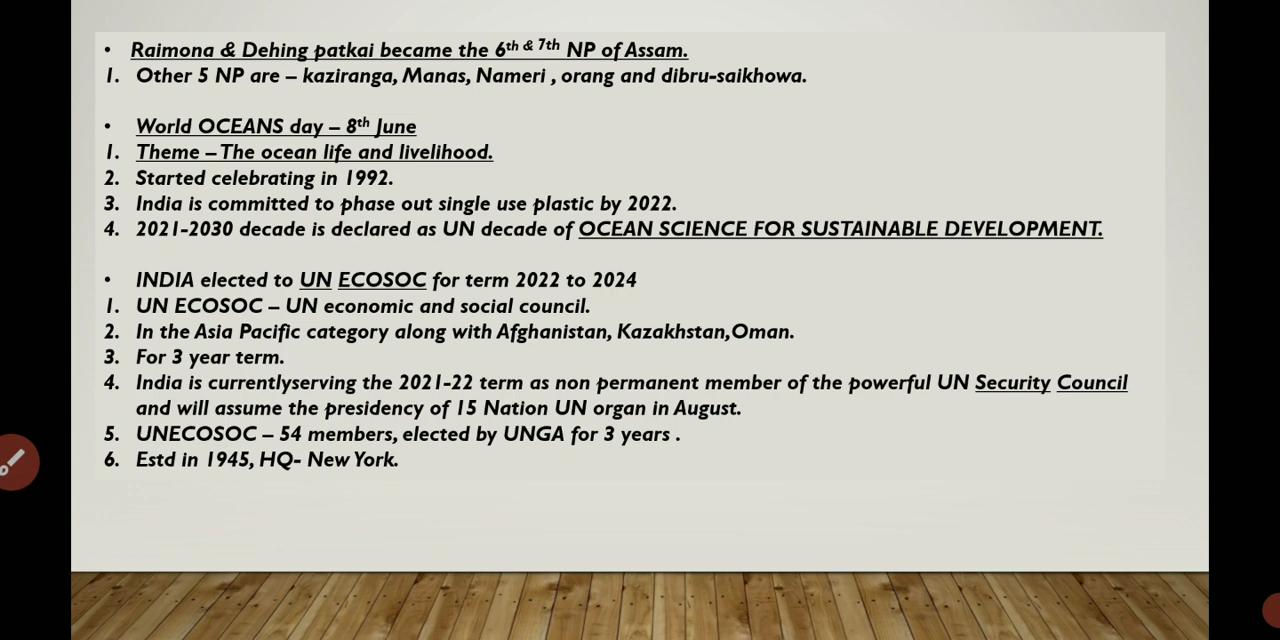 • Raimona & Dehing patkai became the 6th & 7th NP of Assam.
1. Other 5 NP are – kaziranga, Manas, Nameri , orang and dibru-saikhowa.
• World OCEANS day – 8th June
1. Theme – The ocean life and livelihood.
2. Started celebrating in 1992.
3. India is committed to phase out single use plastic by 2022.
4. 2021-2030 decade is declared as UN decade of OCEAN SCIENCE FOR SUSTAINABLE DEVELOPMENT.
• INDIA elected to UN ECOSOC for term 2022 to 2024
1. UN ECOSOC – UN economic and social council.
2. In the Asia Pacific category along with Afghanistan, Kazakhstan,Oman.
3. For 3 year term.
4. India is currentlyserving the 2021-22 term as non permanent member of the powerful UN Security Council
and will assume the presidency of 15 Nation UN organ in August.
5. UNECOSOC – 54 members, elected by UNGA for 3 years .
6. Estd in 1945, HQ- New York.